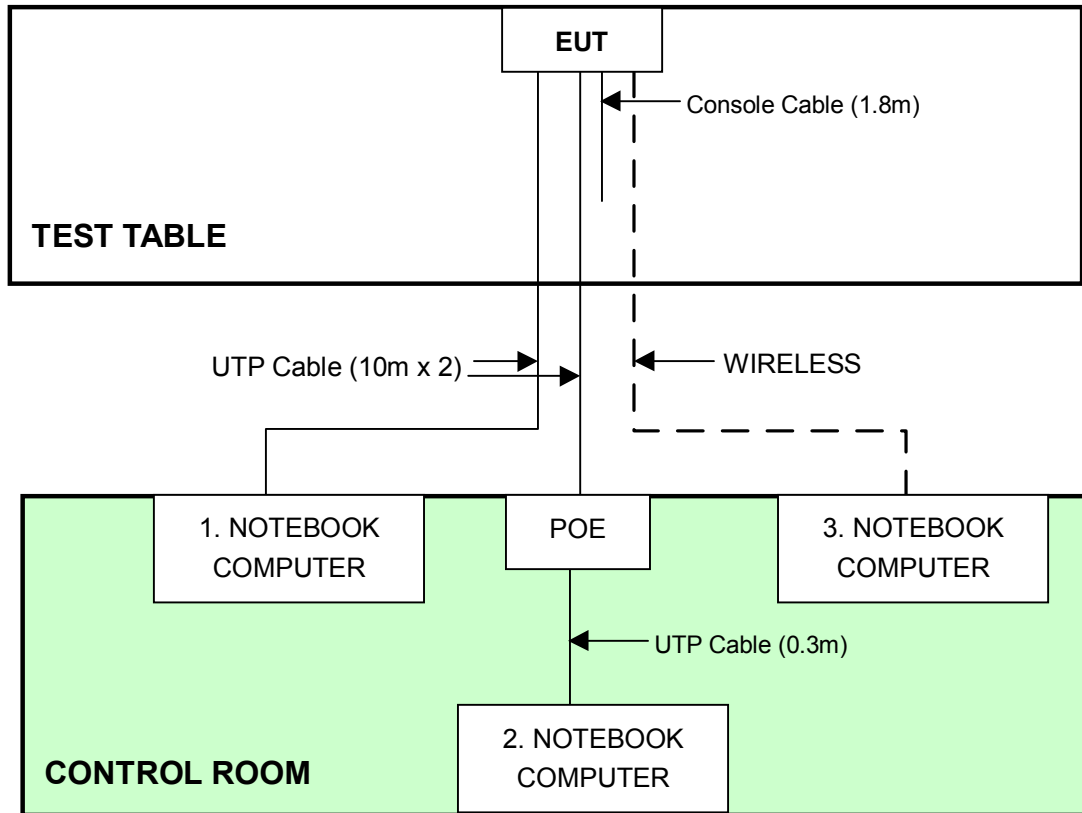 EUT
Console Cable (1.8m)
TEST TABLE
UTP Cable (10m x 2)
WIRELESS
1. NOTEBOOK
COMPUTER
POE
3. NOTEBOOK
COMPUTER
UTP Cable (0.3m)
2. NOTEBOOK
COMPUTER
CONTROL ROOM